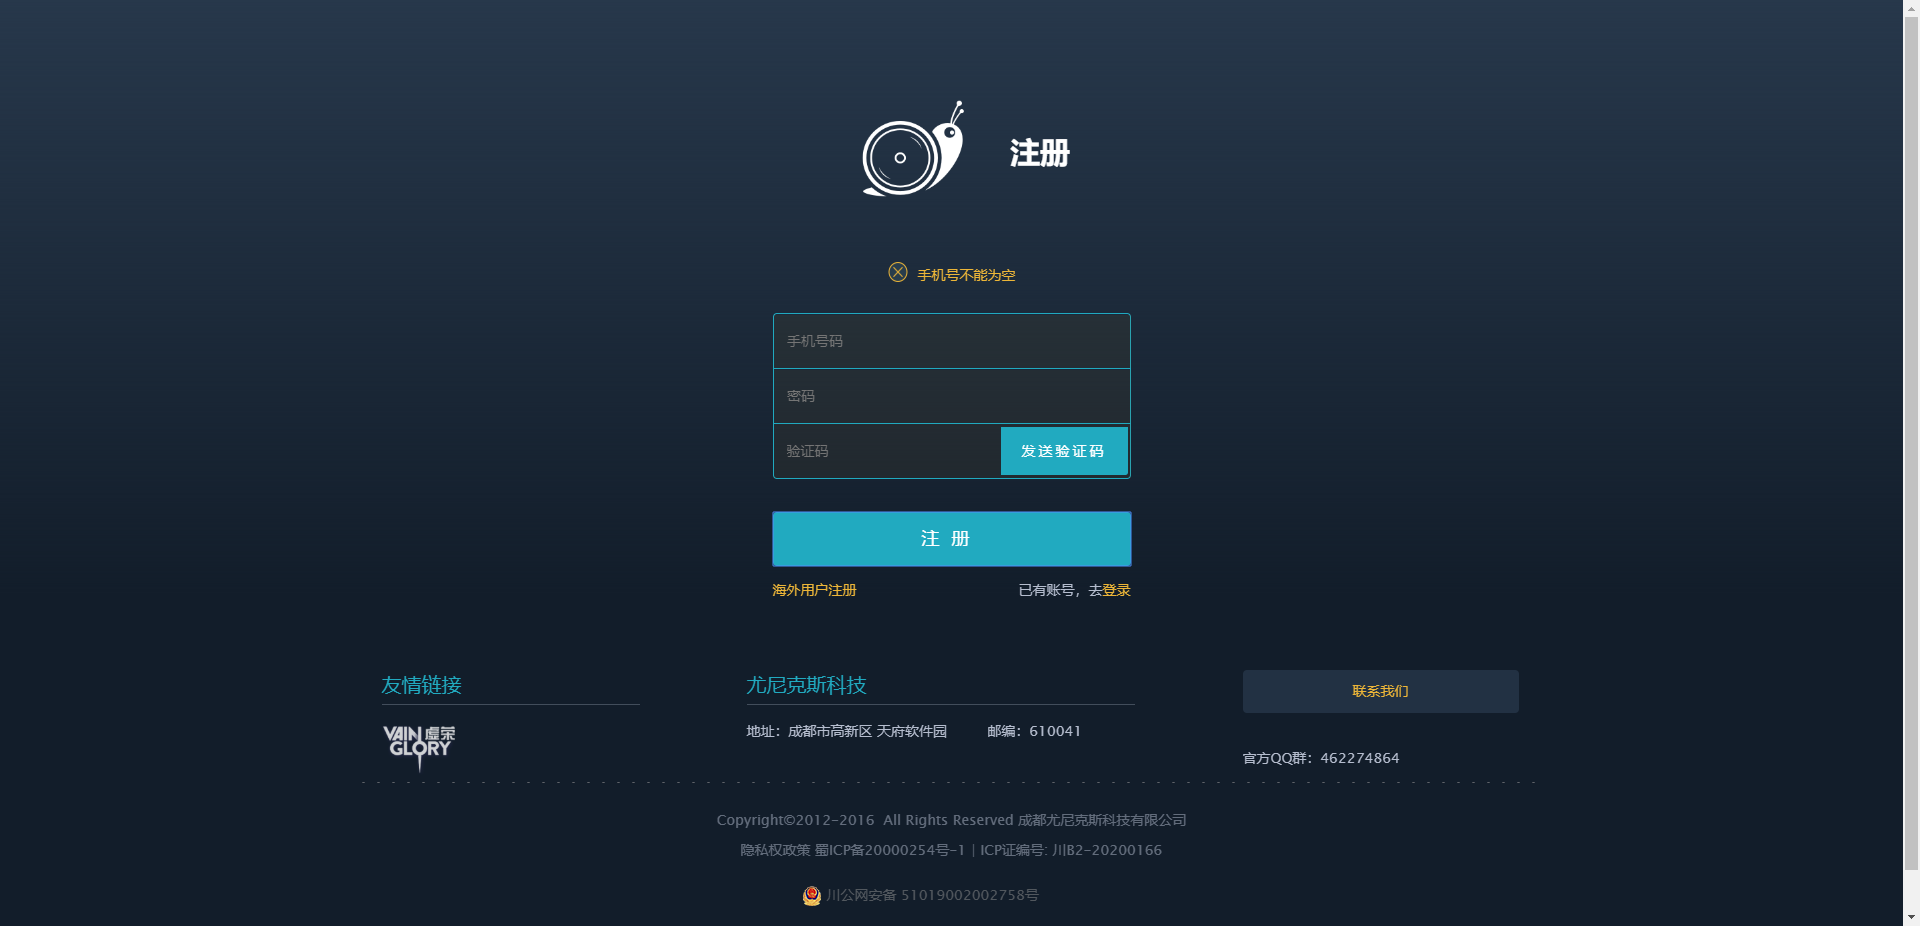 注册
手机号不能为空
手机号码
密码
验证码 发送验证码
注 册
海外用户注册 已有账号，去登录
友情链接
VAIN GLORY 虚荣
尤尼克斯科技
地址：成都市高新区 天府软件园 邮编：610041
联系我们
官方QQ群：462274864
Copyright©2012-2016 All Rights Reserved 成都尤尼克斯科技有限公司
隐私权政策 蜀ICP备20000254号-1 | ICP证编号: 川B2-20200166
川公网安备 51019002002758号